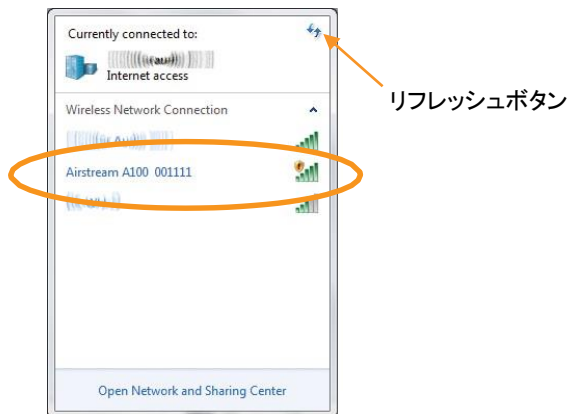 Currently connected to:
Internet access
リフレッシュボタン
Wireless Network Connection
Airstream A100 001111
Open Network and Sharing Center